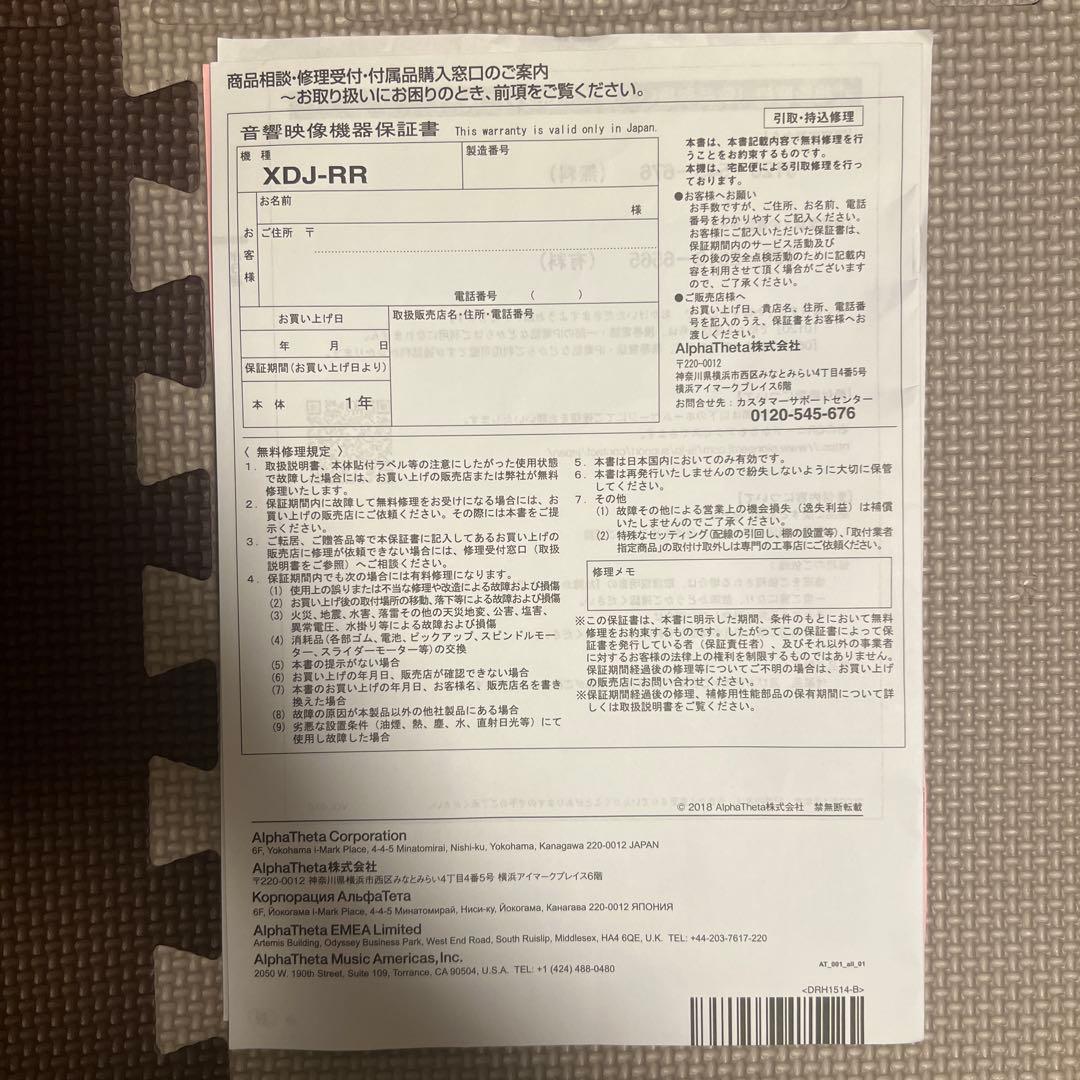 商品相談・修理受付・付属品購入窓口のご案内
～お取り扱いにお困りのとき、前項をご覧ください。
音響映像機器保証書 This warranty is valid only in Japan.
引取・持込修理
機種
XDJ-RR
製造番号
お客様
お名前
様
ご住所 〒
電話番号 ( )
お買い上げ日
年 月 日
保証期間(お買い上げ日より)
本体 1年
取扱販売店名・住所・電話番号
本書は、本書記載内容で無料修理を行
うことをお約束するものです。
本機は、宅配便による引取修理を行っ
ております。
●お客様へお願い
お手数ですが、ご住所、お名前、電話
番号をわかりやすくご記入ください。
お客様にご記入いただいた保証書は、
保証期間内のサービス活動及び
その後の安全点検活動のために記載内
容を利用させて頂く場合がございます
ので、ご了承ください。
●ご販売店様へ
お買い上げ日、貴店名、住所、電話番
号を記入のうえ、保証書をお客様へお
渡しください。
AlphaTheta株式会社
〒220-0012
神奈川県横浜市西区みなとみらい4丁目4番5号
横浜アイマークプレイス6階
お問合せ先：カスタマーサポートセンター
0120-545-676
〈 無料修理規定 〉
1. 取扱説明書、本体貼付ラベル等の注意にしたがった使用状態
で故障した場合には、お買い上げの販売店または弊社が無料
修理いたします。
2. 保証期間内に故障して無料修理をお受けになる場合には、お
買い上げの販売店にご依頼ください。その際には本書をご提
示ください。
3. ご転居、ご贈答品等で本保証書に記入してあるお買い上げの
販売店に修理が依頼できない場合には、修理受付窓口（取扱
説明書をご参照）へご相談ください。
4. 保証期間内でも次の場合には有料修理になります。
(1) 使用上の誤りまたは不当な修理や改造による故障および損傷
(2) お買い上げ後の取付場所の移動、落下等による故障および損傷
(3) 火災、地震、水害、落雷その他の天災地変、公害、塩害、
異常電圧、水掛り等による故障および損傷
(4) 消耗品(各部ゴム、電池、ピックアップ、スピンドルモー
ター、スライダーモーター等)の交換
(5) 本書の提示がない場合
(6) お買い上げの年月日、販売店が確認できない場合
(7) 本書のお買い上げの年月日、お客様名、販売店名を書き
換えた場合
(8) 故障の原因が本製品以外の他社製品にある場合
(9) 劣悪な設置条件（油煙、熱、塵、水、直射日光等）にて
使用し故障した場合
5. 本書は日本国内においてのみ有効です。
6. 本書は再発行いたしませんので紛失しないように大切に保管
してください。
7. その他
(1) 故障その他による営業上の機会損失（逸失利益）は補償
いたしませんのでご了承ください。
(2) 特殊なセッティング(配線の引回し、棚の設置等)、「取付業者
指定商品」の取付け取外しは専門の工事店にご依頼ください。
修理メモ
※この保証書は、本書に明示した期間、条件のもとにおいて無料
修理をお約束するものです。したがってこの保証書によって保
証書を発行している者（保証責任者）、及びそれ以外の事業者
に対するお客様の法律上の権利を制限するものではありません。
保証期間経過後の修理等についてご不明の場合は、お買い上げ
の販売店にお問い合わせください。
※保証期間経過後の修理、補修用性能部品の保有期間について詳
しくは取扱説明書をご覧ください。
© 2018 AlphaTheta株式会社 禁無断転載
AlphaTheta Corporation
6F, Yokohama i-Mark Place, 4-4-5 Minatomirai, Nishi-ku, Yokohama, Kanagawa 220-0012 JAPAN
AlphaTheta株式会社
〒220-0012 神奈川県横浜市西区みなとみらい4丁目4番5号 横浜アイマークプレイス6階
Корпорация АльфаТета
6F, Йокогама i-Mark Place, 4-4-5 Минатомирай, Ниси-ку, Йокогама, Канагава 220-0012 ЯПОНИЯ
AlphaTheta EMEA Limited
Artemis Building, Odyssey Business Park, West End Road, South Ruislip, Middlesex, HA4 6QE, U.K. TEL: +44-203-7617-220
AlphaTheta Music Americas, Inc.
2050 W. 190th Street, Suite 109, Torrance, CA 90504, U.S.A. TEL: +1 (424) 488-0480
AT_001_all_01
<DRH1514-B>